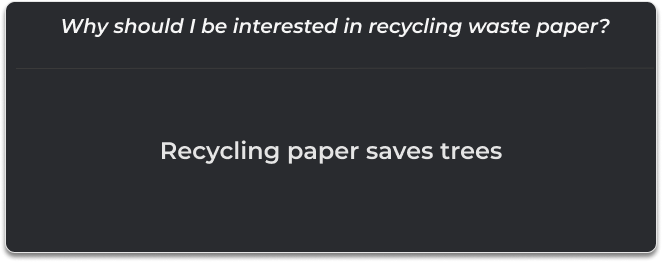 Why should I be interested in recycling waste paper?
Recycling paper saves trees